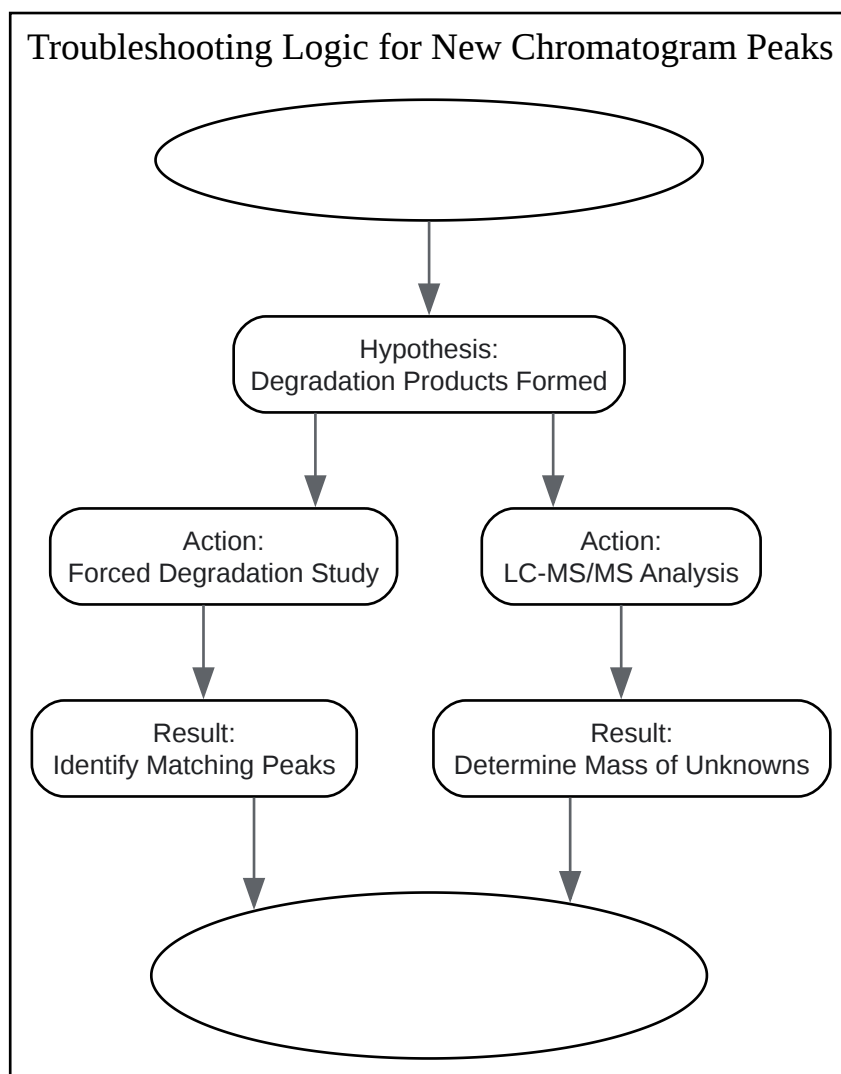 Troubleshooting Logic for New Chromatogram Peaks
Hypothesis:
Degradation Products Formed
Action:
Forced Degradation Study
Action:
LC-MS/MS Analysis
Result:
Identify Matching Peaks
Result:
Determine Mass of Unknowns